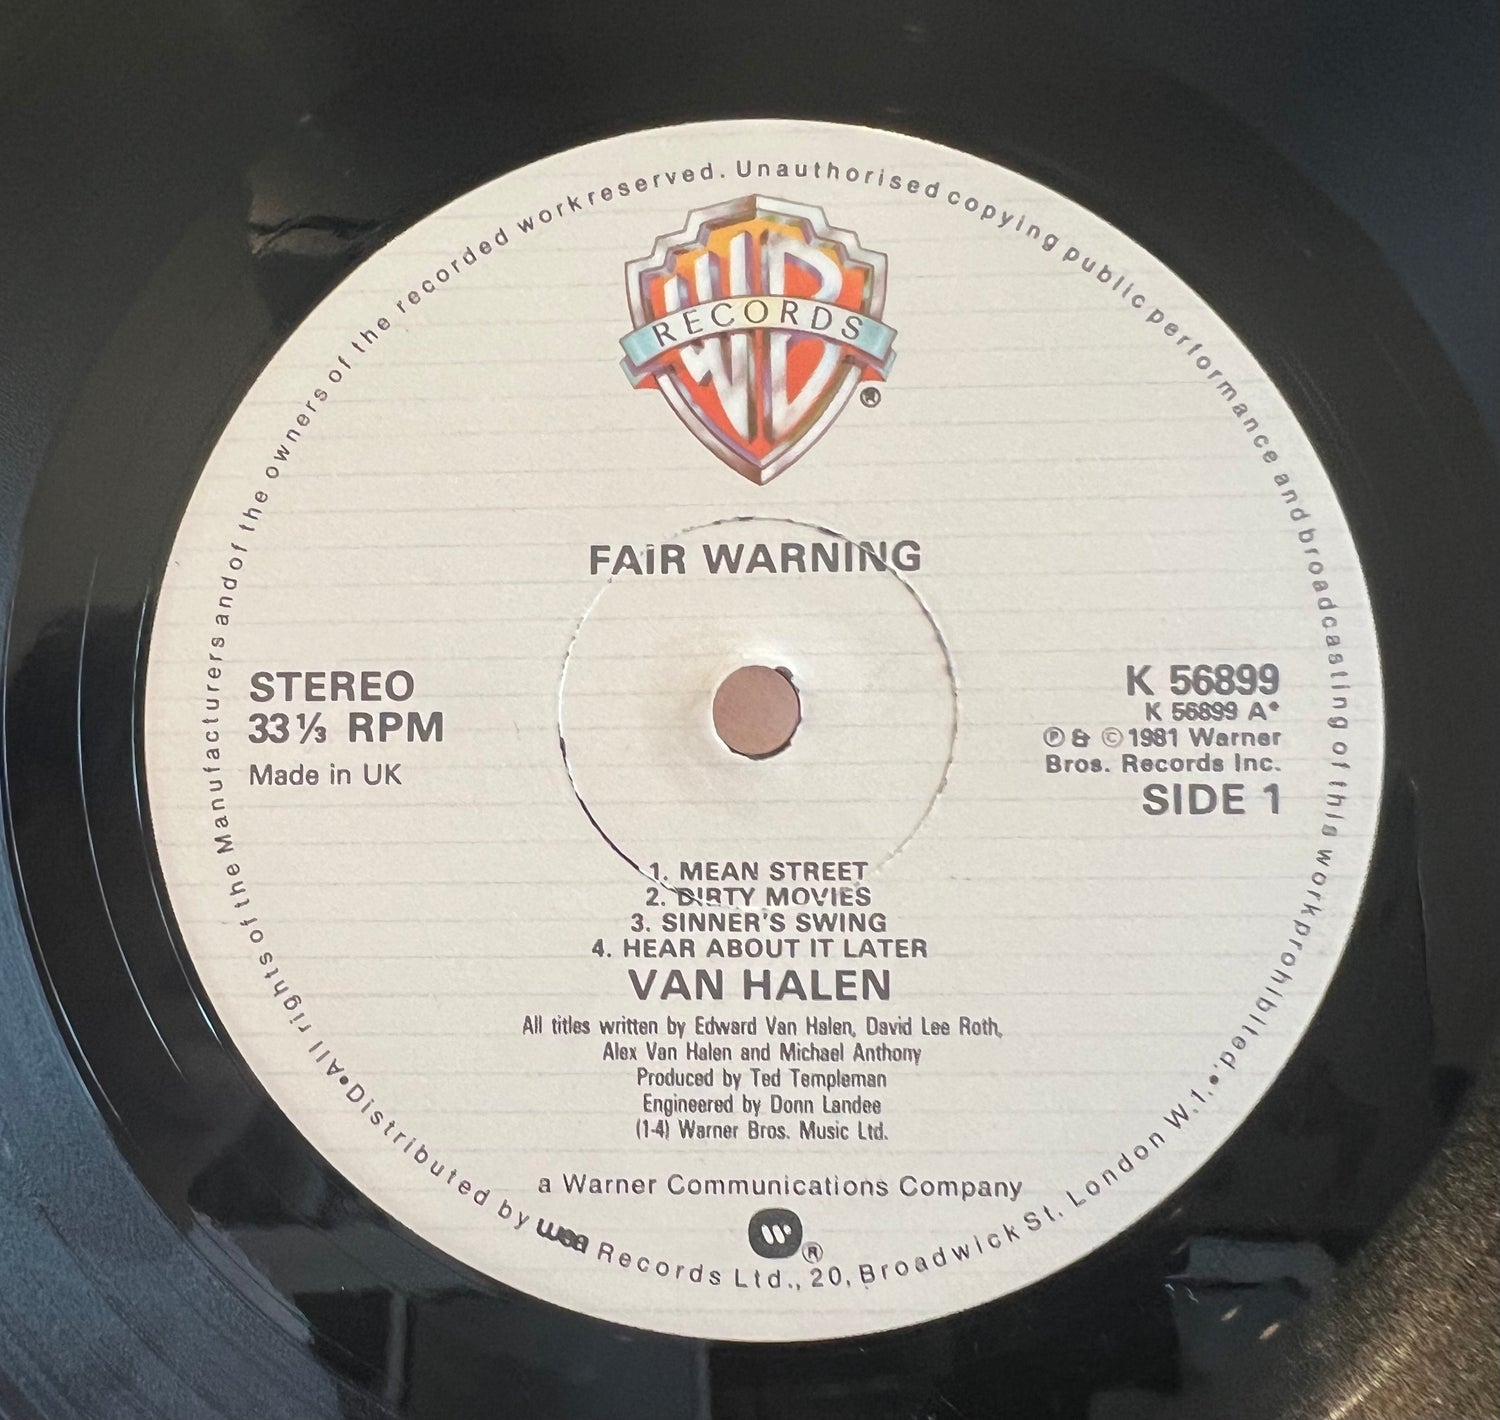 WB
RECORDS
®
FAIR WARNING
STEREO
33⅓ RPM
Made in UK
K 56899
K 56899 A*
Ⓟ & ©1981 Warner
Bros. Records Inc.
SIDE 1
1. MEAN STREET
2. DIRTY MOVIES
3. SINNER'S SWING
4. HEAR ABOUT IT LATER
VAN HALEN
All titles written by Edward Van Halen, David Lee Roth,
Alex Van Halen and Michael Anthony
Produced by Ted Templeman
Engineered by Donn Landee
(1-4) Warner Bros. Music Ltd.
a Warner Communications Company
®
All rights of the Manufacturers and of the owners of the recorded work reserved. Unauthorised copying public performance and broadcasting of this work prohibited.
•Distributed by wea Records Ltd., 20, Broadwick St. London W.1.•